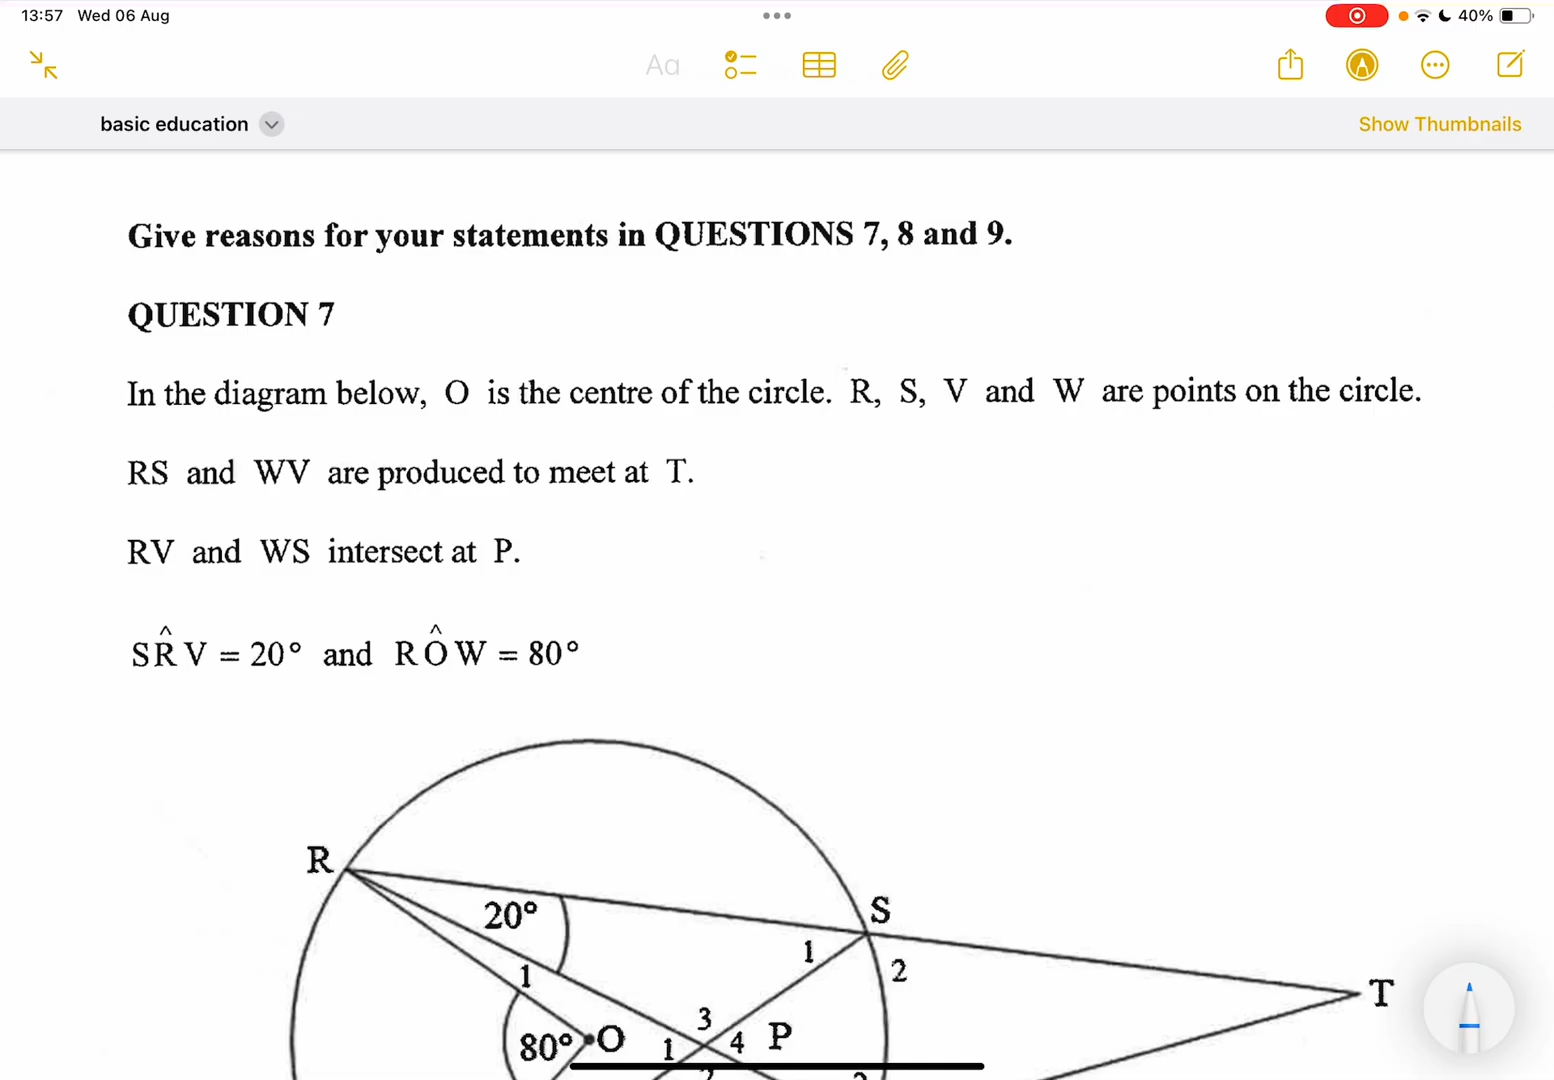 13:57 Wed 06 Aug
40%
Aa
basic education
Show Thumbnails
Give reasons for your statements in QUESTIONS 7, 8 and 9.
QUESTION 7
In the diagram below, O is the centre of the circle. R, S, V and W are points on the circle.
RS and WV are produced to meet at T.
RV and WS intersect at P.
SR̂V = 20° and RÔW = 80°
R
20°
S
1
1
2
T
3
80°
O
1
4
P